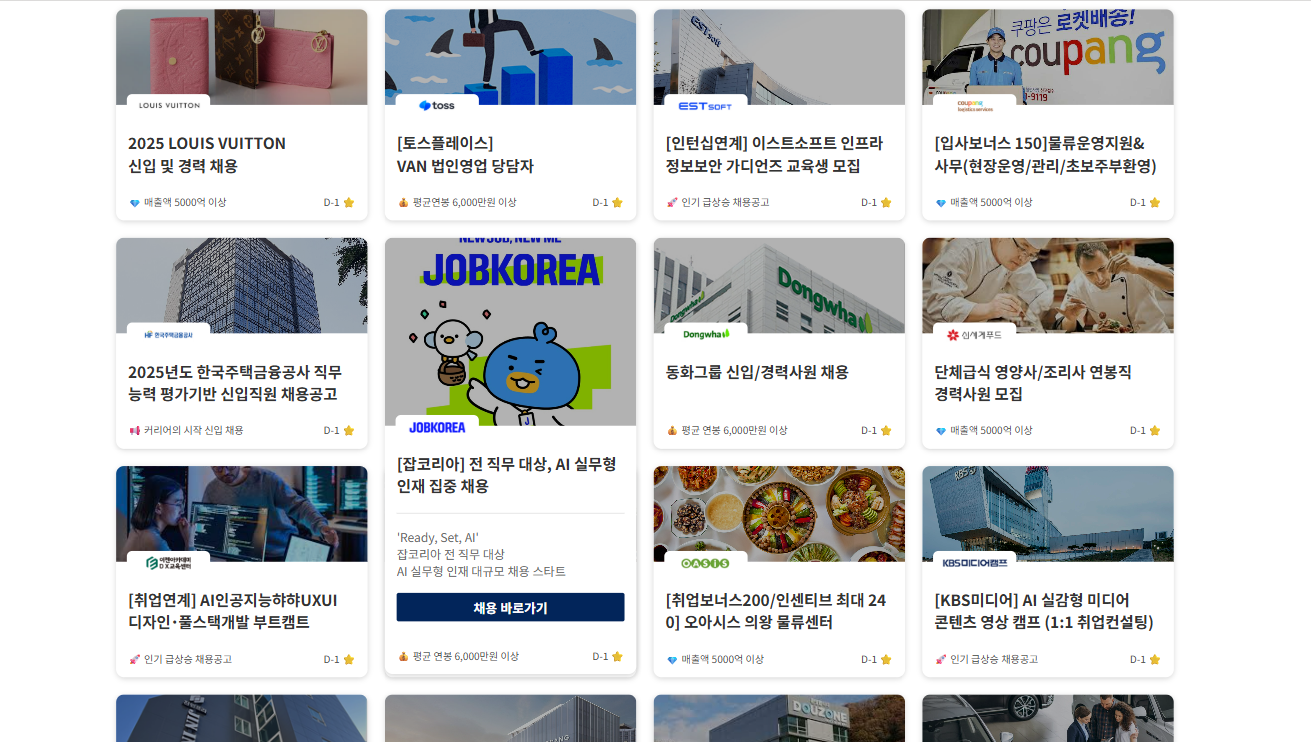 LOUIS VUITTON
2025 LOUIS VUITTON
신입 및 경력 채용
매출액 5000억 이상
D-1
toss
[토스플레이스]
VAN 법인영업 담당자
평균연봉 6,000만원 이상
D-1
ESTsoft
ESTSOFT
[인턴십연계] 이스트소프트 인프라
정보보안 가디언즈 교육생 모집
인기 급상승 채용공고
D-1
쿠팡은 로켓배송!
coupang
9-9119
coupang
logistics services
[입사보너스 150]물류운영지원&
사무(현장운영/관리/초보주부환영)
매출액 5000억 이상
D-1
HF 한국주택금융공사
2025년도 한국주택금융공사 직무
능력 평가기반 신입직원 채용공고
커리어의 시작 신입 채용
D-1
NEW JOB, NEW ME
JOBKOREA
J
JOBKOREA
[잡코리아] 전 직무 대상, AI 실무형
인재 집중 채용
'Ready, Set, AI'
잡코리아 전 직무 대상
AI 실무형 인재 대규모 채용 스타트
채용 바로가기
평균 연봉 6,000만원 이상
D-1
Dongwha
Dongwha
Dongwha
동화그룹 신입/경력사원 채용
평균 연봉 6,000만원 이상
D-1
신세계푸드
단체급식 영양사/조리사 연봉직
경력사원 모집
매출액 5000억 이상
D-1
이젠아카데미
DX교육센터
[취업연계] AI인공지능햐햐UXUI
디자인·풀스택개발 부트캠트
인기 급상승 채용공고
D-1
OASIS
[취업보너스200/인센티브 최대 24
0] 오아시스 의왕 물류센터
매출액 5000억 이상
D-1
KBS
KBS미디어캠프
[KBS미디어] AI 실감형 미디어
콘텐츠 영상 캠프 (1:1 취업컨설팅)
인기 급상승 채용공고
D-1
DOUZONE